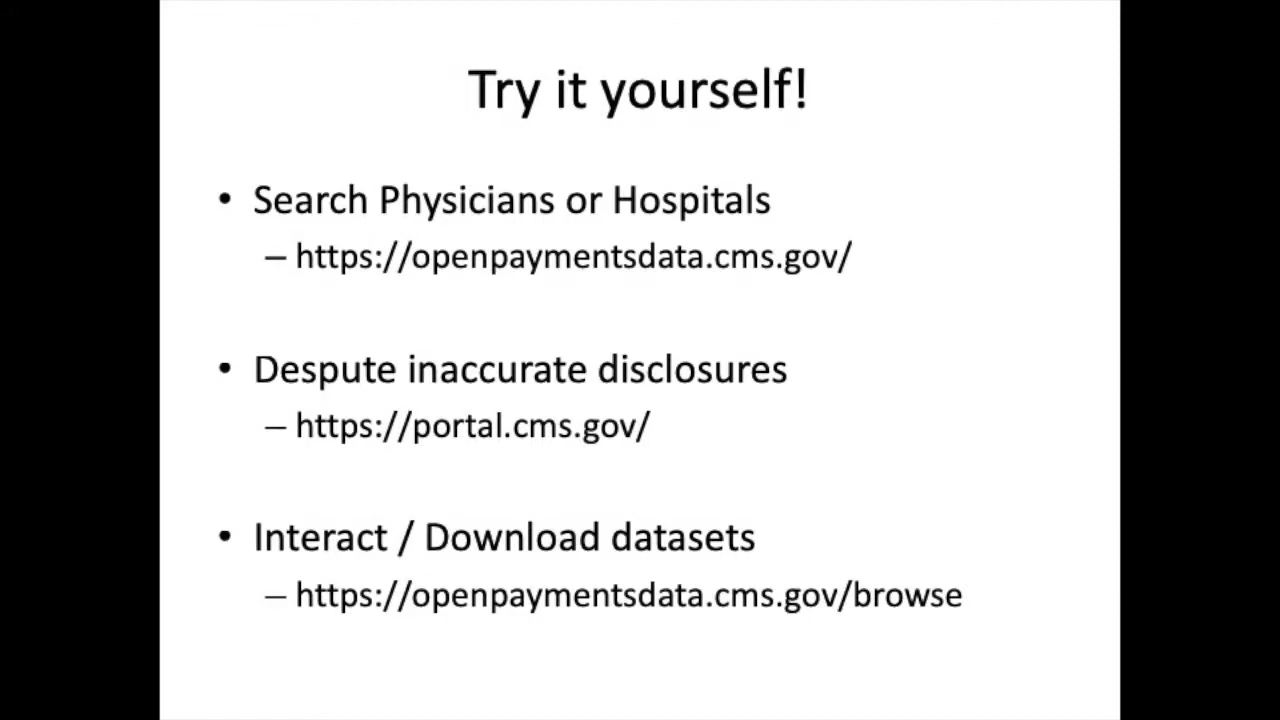 Try it yourself!
• Search Physicians or Hospitals
– https://openpaymentsdata.cms.gov/
• Despute inaccurate disclosures
– https://portal.cms.gov/
• Interact / Download datasets
– https://openpaymentsdata.cms.gov/browse